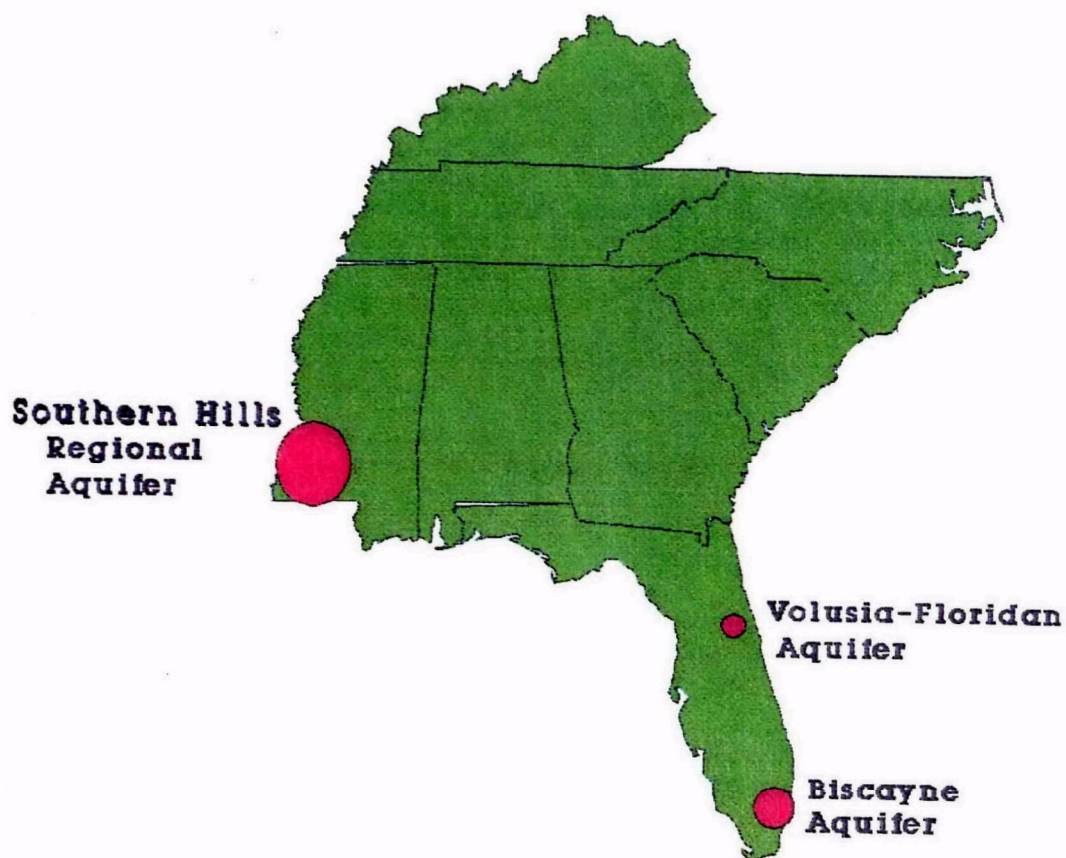 Southern Hills
Regional
Aquifer
Volusia-Floridan
Aquifer
Biscayne
Aquifer